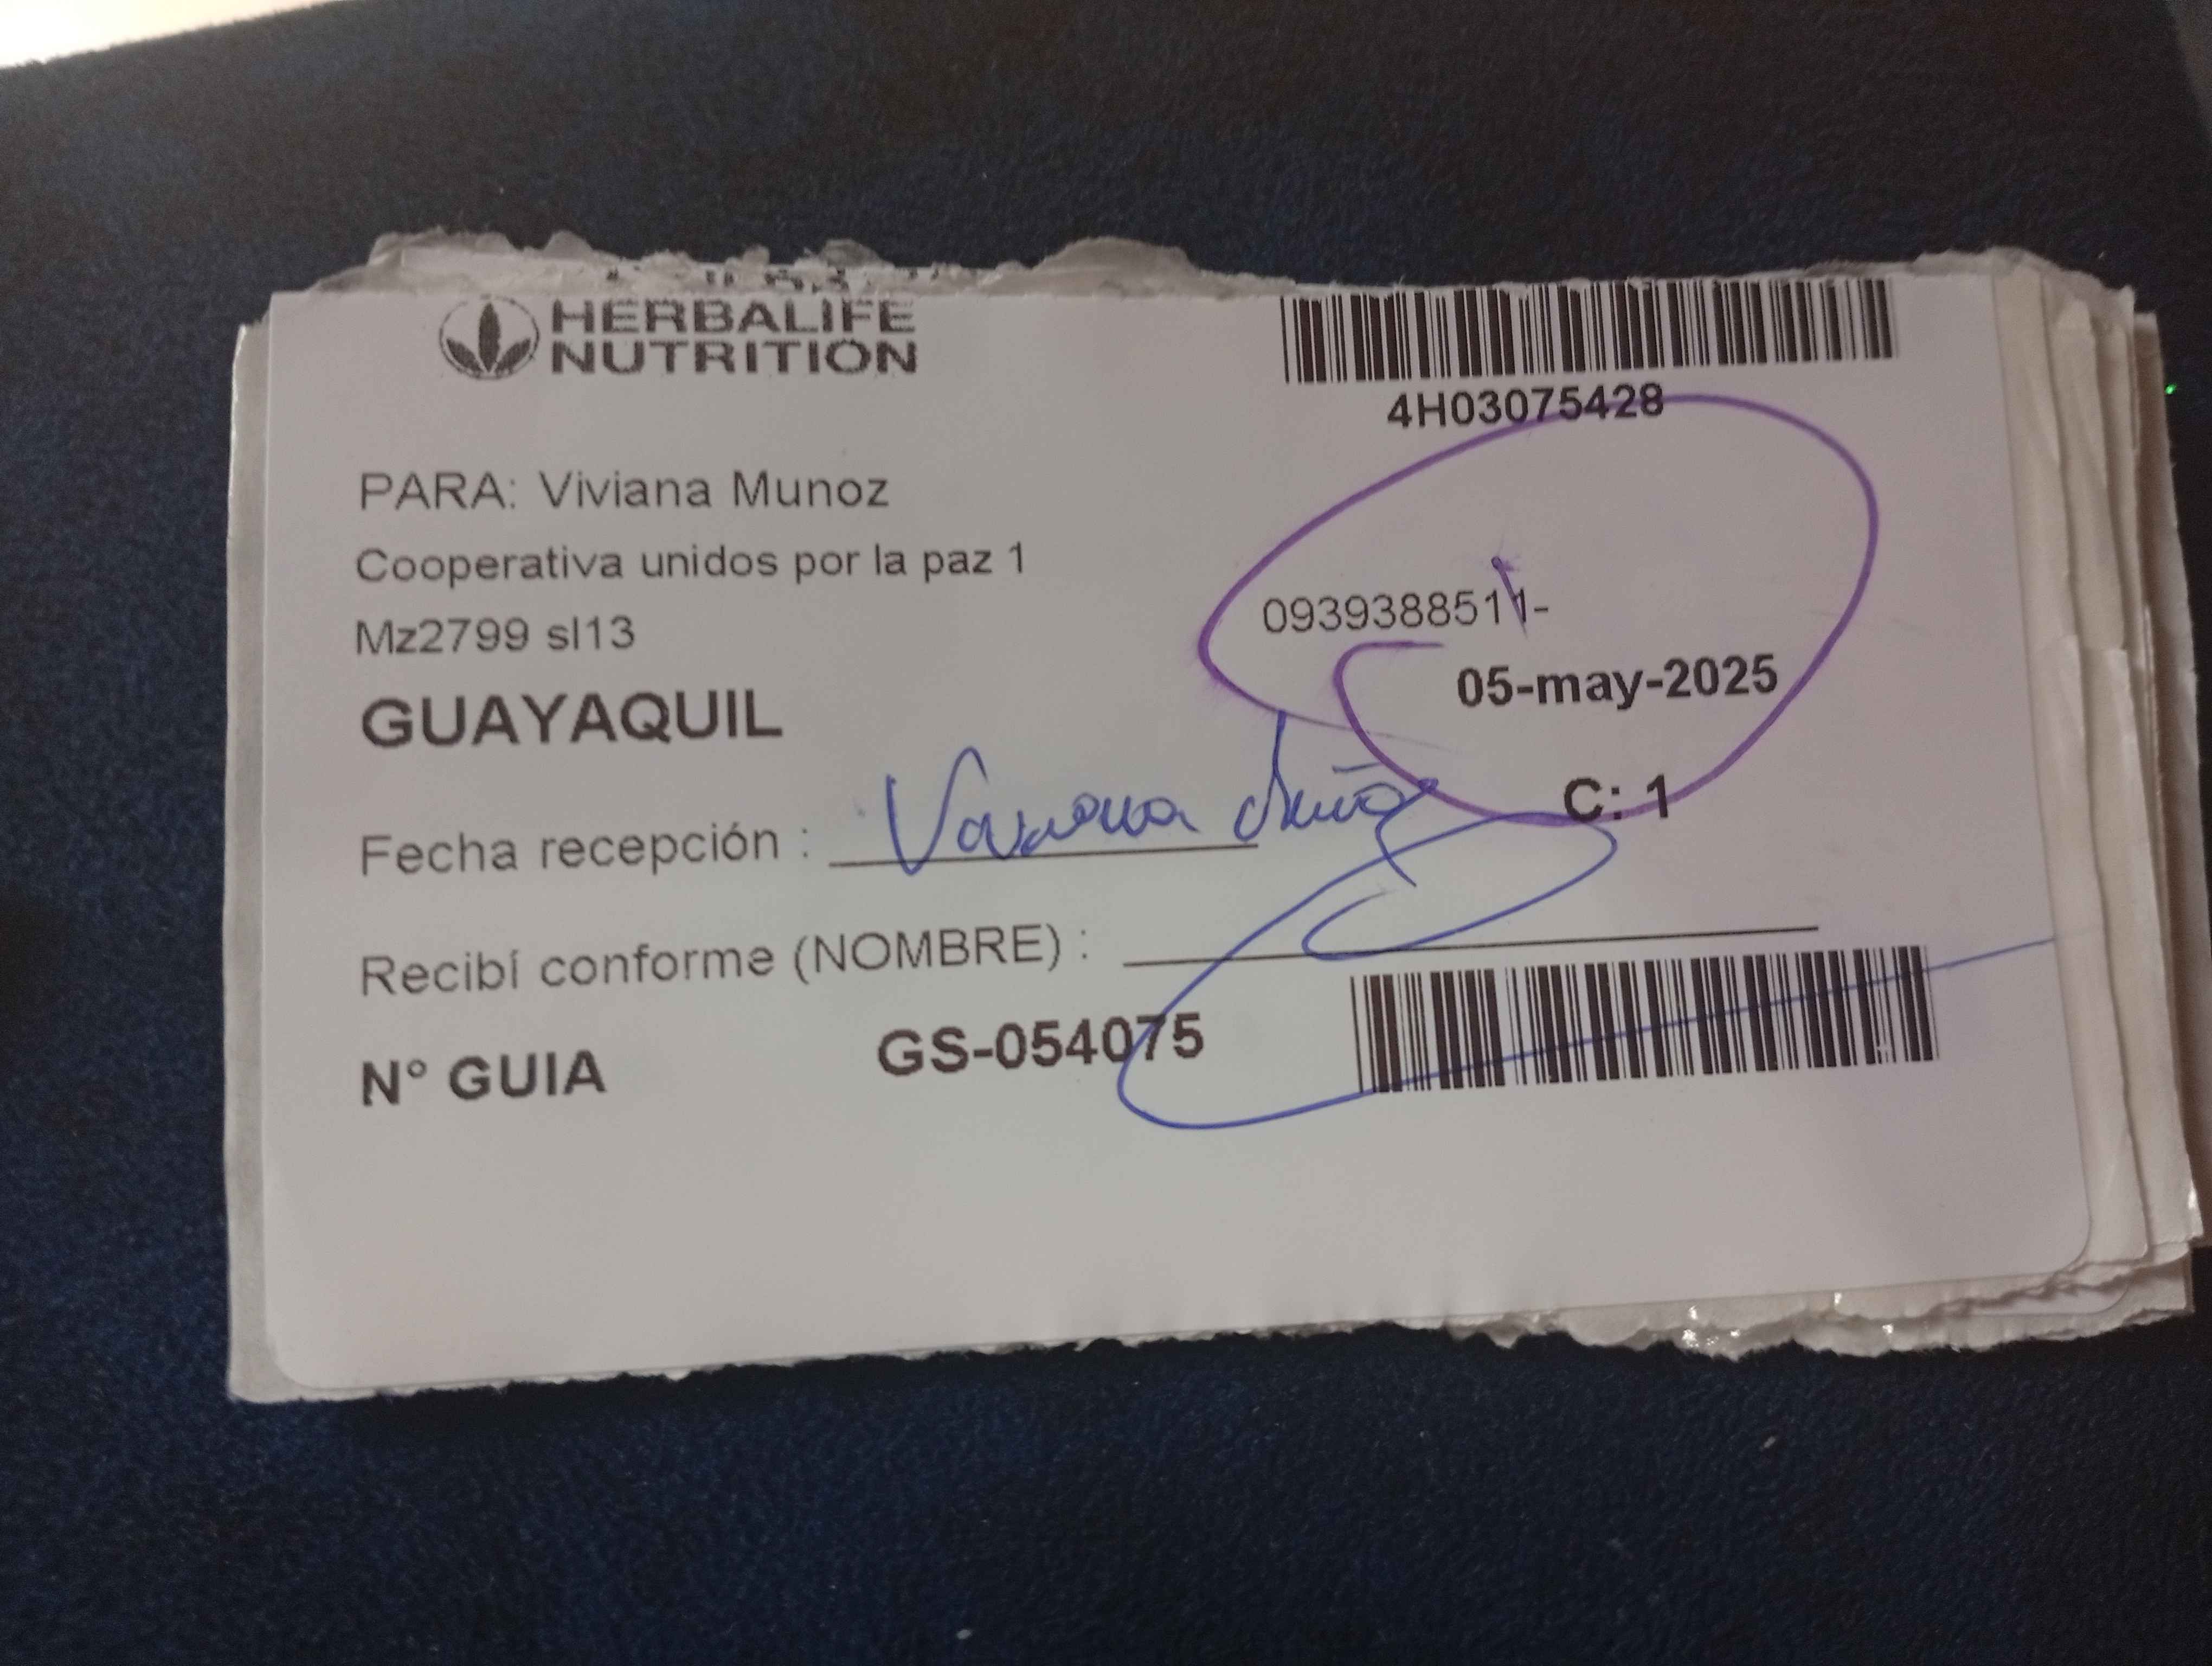 HERBALIFE
NUTRITION
4H03075428
PARA: Viviana Munoz
Cooperativa unidos por la paz 1
Mz2799 sl13
0939388511-
GUAYAQUIL
05-may-2025
C: 1
Fecha recepción :
Recibí conforme (NOMBRE) :
N° GUIA GS-054075